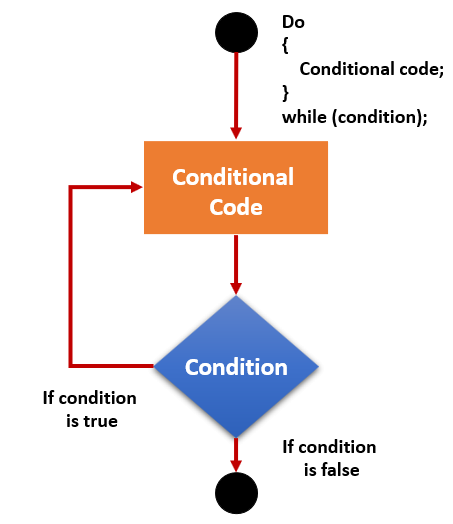 Do
{
Conditional code;
}
while (condition);
Conditional
Code
Condition
If condition
is true
If condition
is false